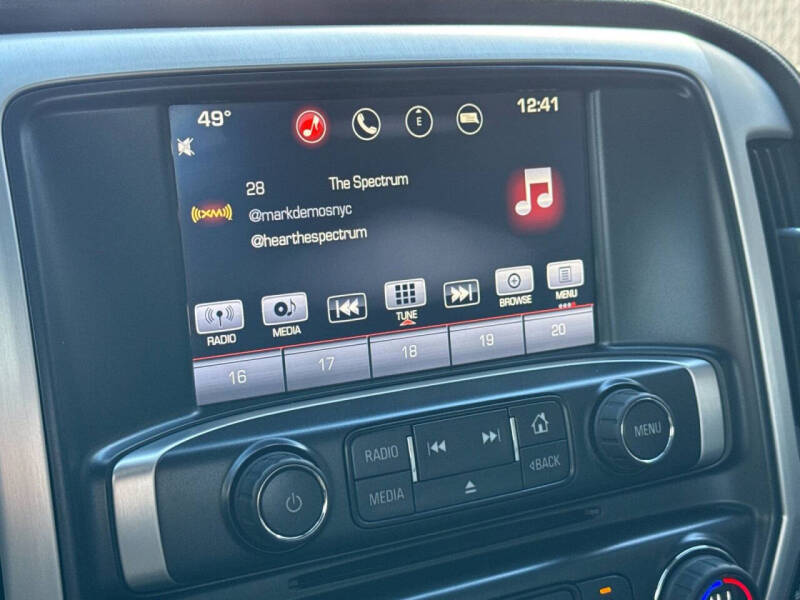 49°
E
12:41
((XM))
28
The Spectrum
@markdemosnyc
@hearthespectrum
RADIO
MEDIA
TUNE
BROWSE
MENU
16
17
18
19
20
RADIO
MEDIA
BACK
MENU